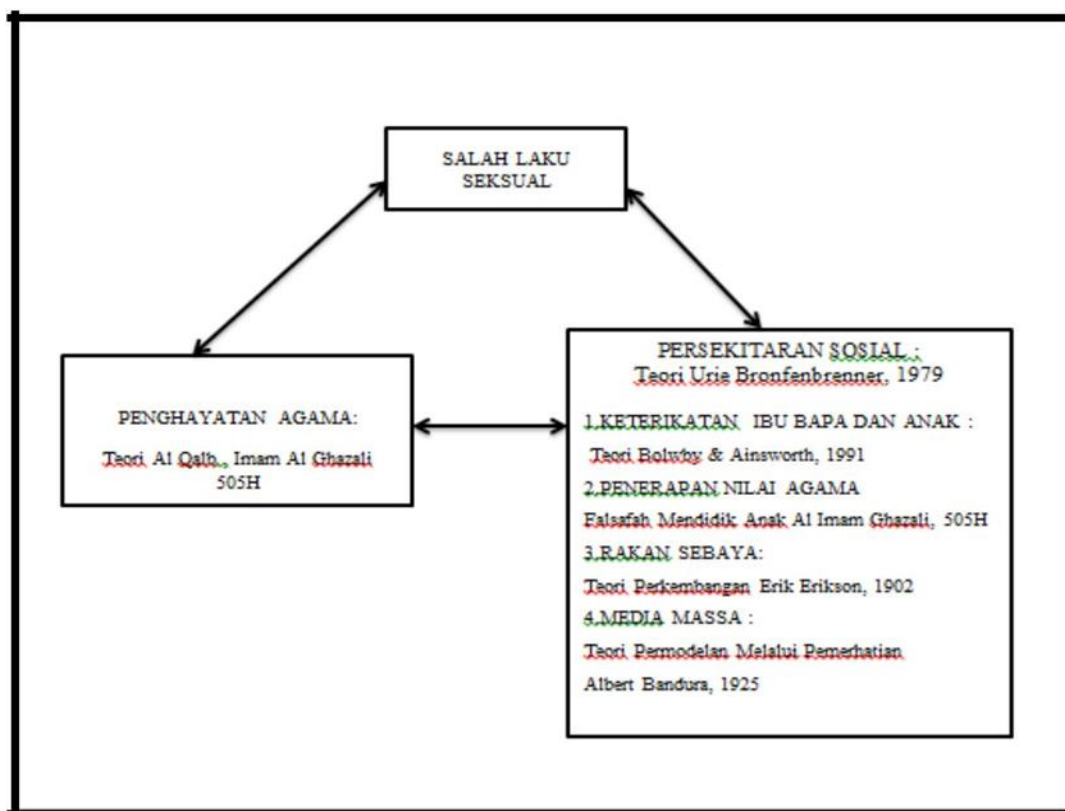 SALAH LAKU
SEKSUAL
PENGHAYATAN AGAMA:
Teori Al Qalb., Imam Al Ghazali
505H
PERSEKITARAN SOSIAL :
Teori Urie Bronfenbrenner, 1979
1.KETERIKATAN IBU BAPA DAN ANAK :
Teori Bolwby & Ainsworth, 1991
2.PENERAPAN NILAI AGAMA
Falsafah Mendidik Anak Al Imam Ghazali, 505H
3.RAKAN SEBAYA:
Teori Perkembangan Erik Erikson, 1902
4.MEDIA MASSA :
Teori Permodelan Melalui Pemerhatian
Albert Bandura, 1925